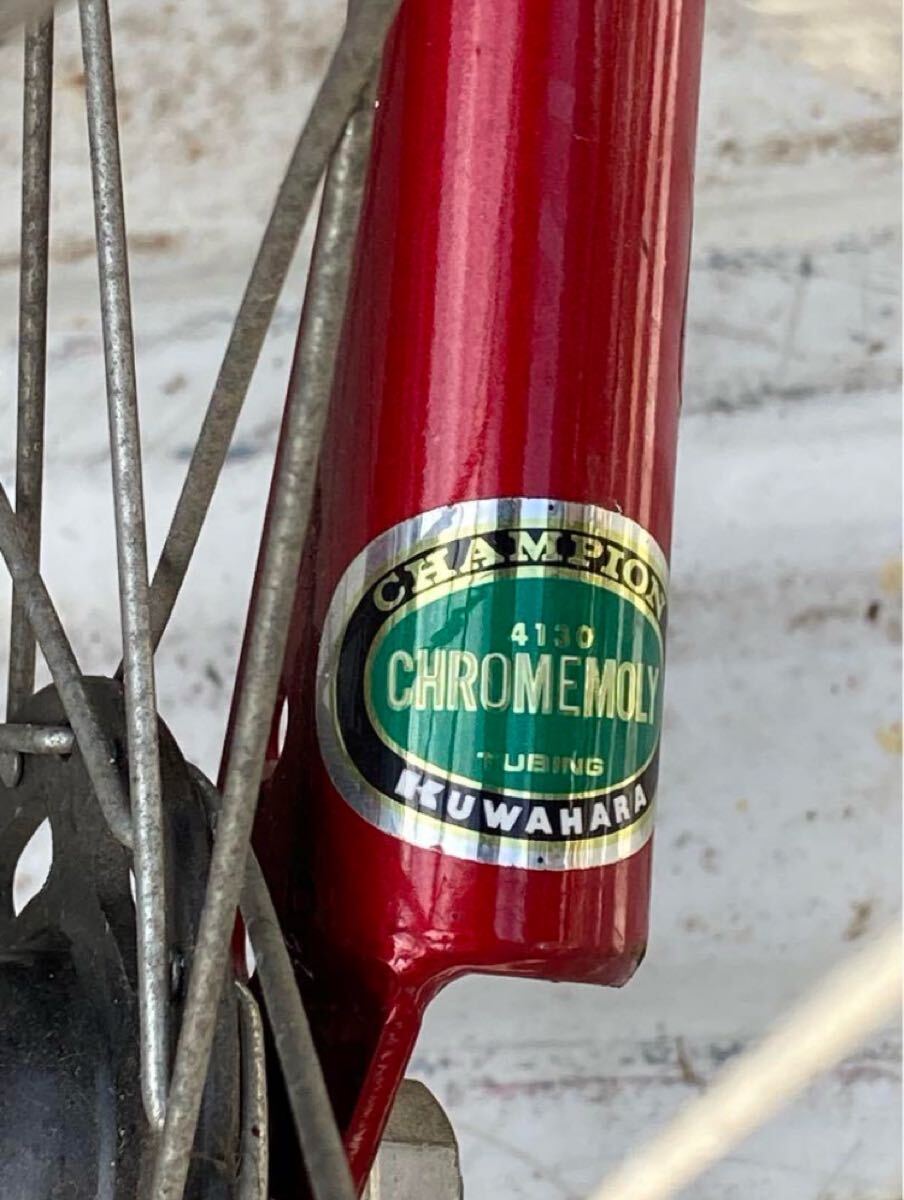 CHAMPION
4130
CHROMEMOLY
TUBING
KUWAHARA